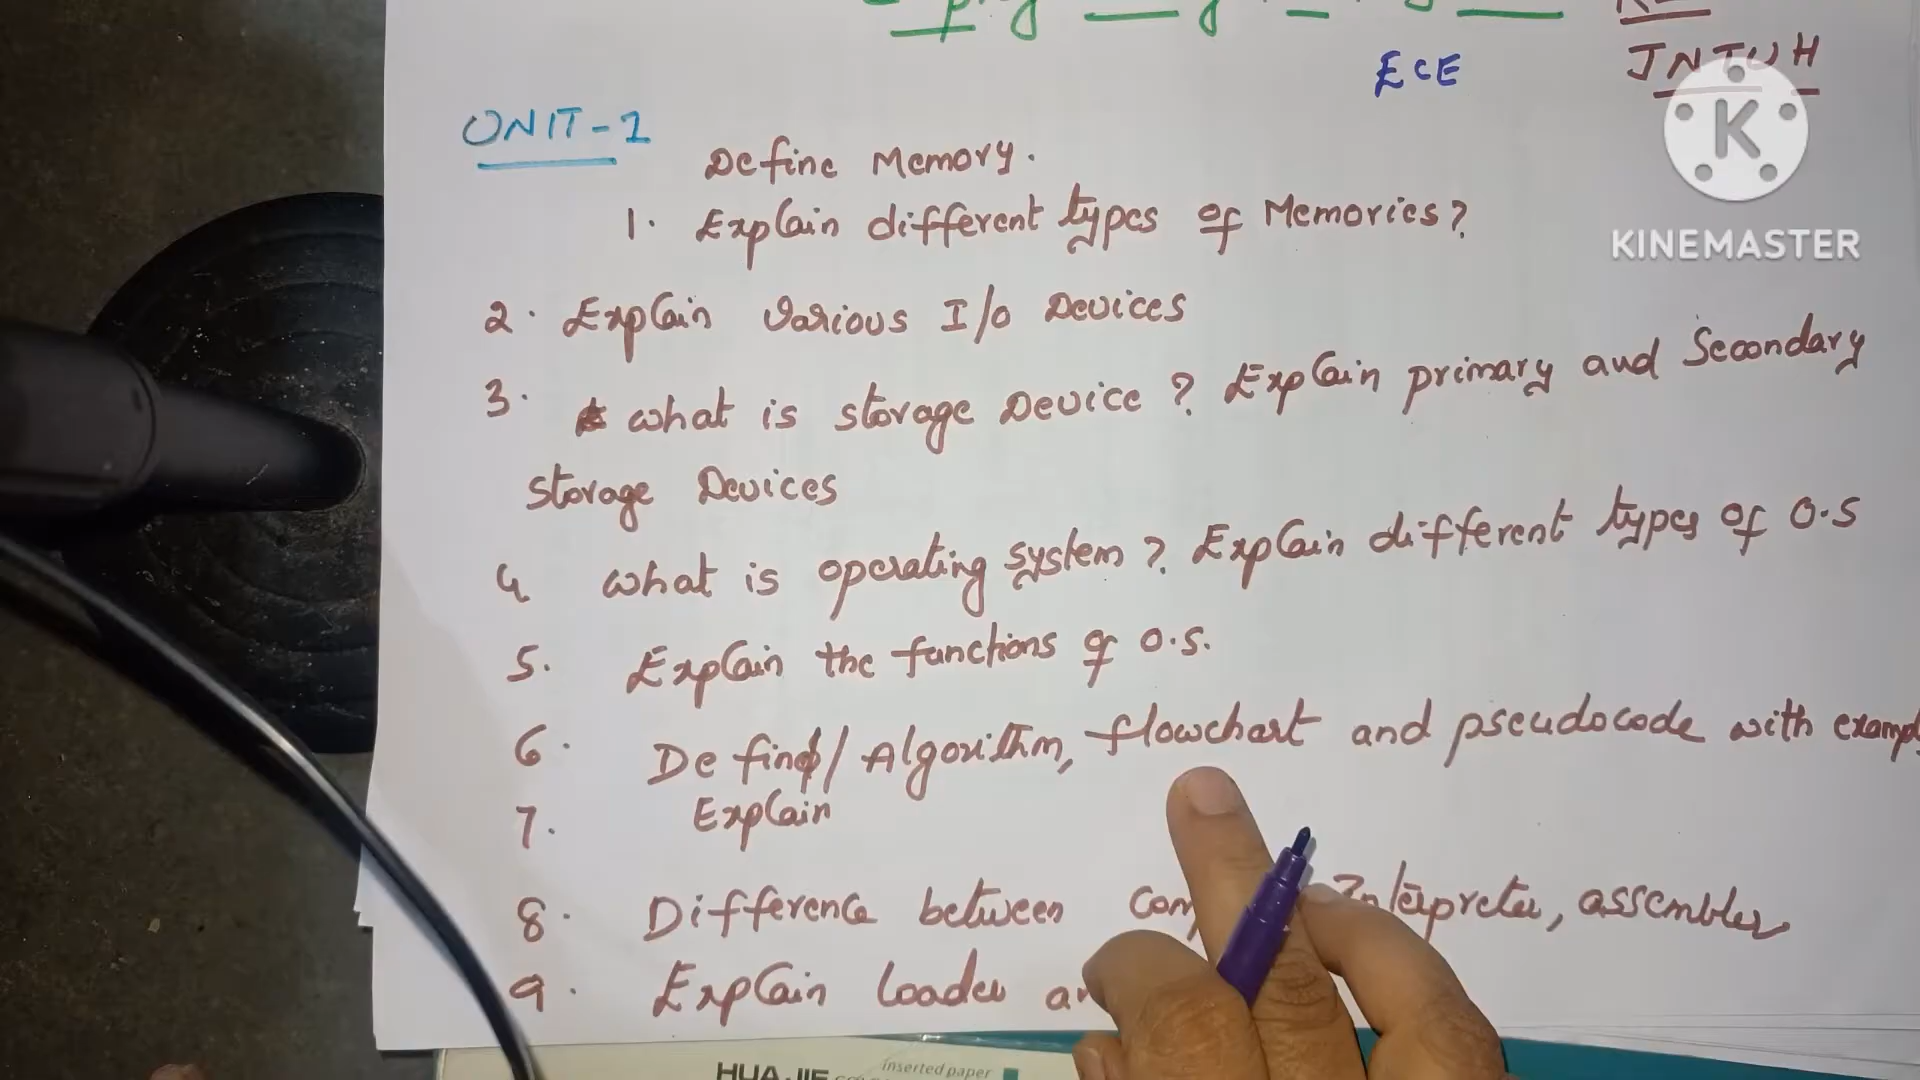 ECE
JNTUH
UNIT-1
Define Memory.
1. Explain different types of Memories?
KINEMASTER
2. Explain various I/o Devices
3. What is storage Device? Explain primary and Secondary
storage Devices
4 What is operating system? Explain different types of O.S
5. Explain the functions of O.S.
6. Define/ Algorithm, flowchart and pseudocode with exampl
7. Explain
8. Difference between Interpreter, assembler
9. Explain Loader
HUAJIE
inserted paper